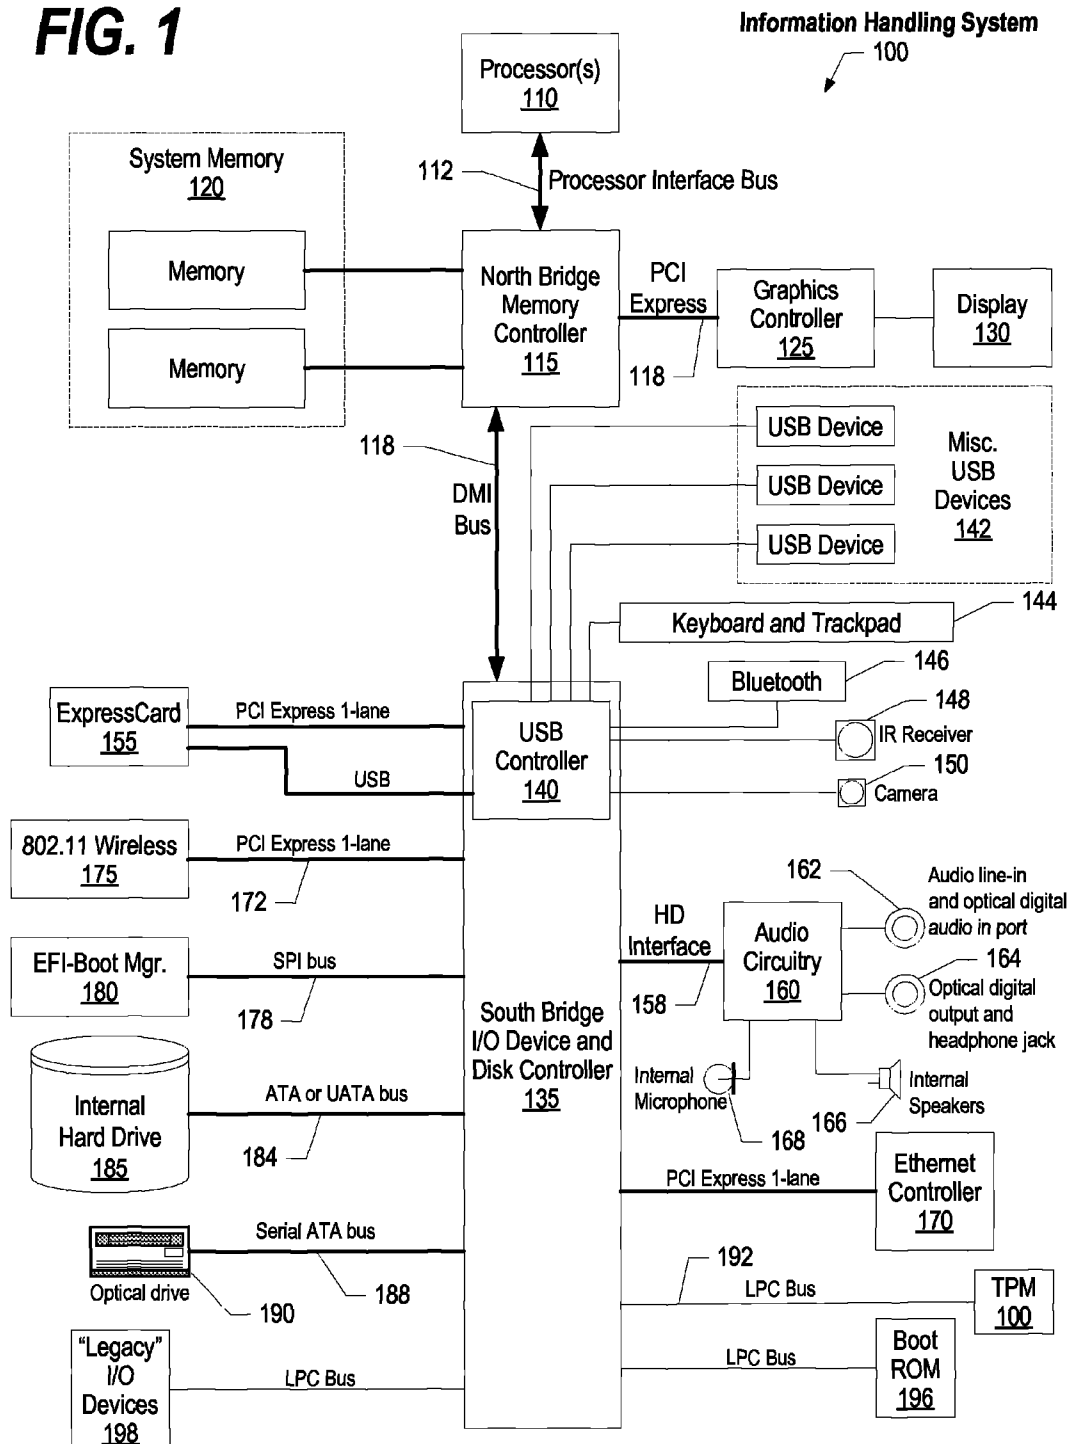 FIG. 1
Information Handling System
100
Processor(s)
110
112
Processor Interface Bus
System Memory
120
Memory
Memory
North Bridge
Memory
Controller
115
PCI
Express
118
Graphics
Controller
125
Display
130
118
DMI
Bus
USB Device
USB Device
USB Device
Misc.
USB
Devices
142
Keyboard and Trackpad
144
Bluetooth
146
IR Receiver
148
Camera
150
ExpressCard
155
PCI Express 1-lane
USB
USB
Controller
140
802.11 Wireless
175
PCI Express 1-lane
172
EFI-Boot Mgr.
180
SPI bus
178
Internal
Hard Drive
185
ATA or UATA bus
184
Optical drive
190
Serial ATA bus
188
"Legacy"
I/O
Devices
198
LPC Bus
South Bridge
I/O Device and
Disk Controller
135
HD
Interface
158
Audio
Circuitry
160
162
Audio line-in
and optical digital
audio in port
164
Optical digital
output and
headphone jack
Internal
Microphone
168
166
Internal
Speakers
PCI Express 1-lane
Ethernet
Controller
170
192
LPC Bus
TPM
100
LPC Bus
Boot
ROM
196